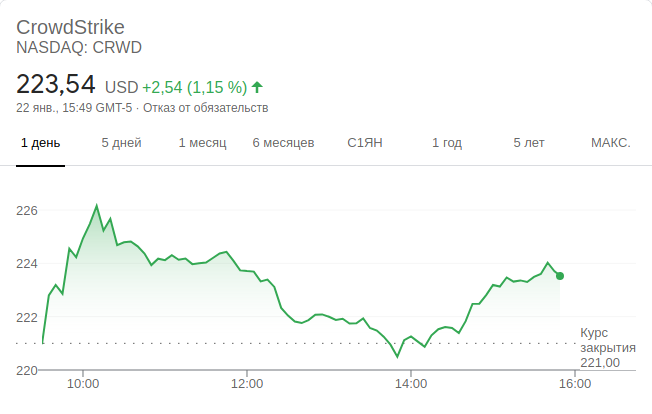 CrowdStrike
NASDAQ: CRWD
223,54 USD +2,54 (1,15 %)
22 янв., 15:49 GMT-5 · Отказ от обязательств
1 день 5 дней 1 месяц 6 месяцев С1ЯН 1 год 5 лет МАКС.
226
224
222
Курс
закрытия
221,00
220
10:00 12:00 14:00 16:00